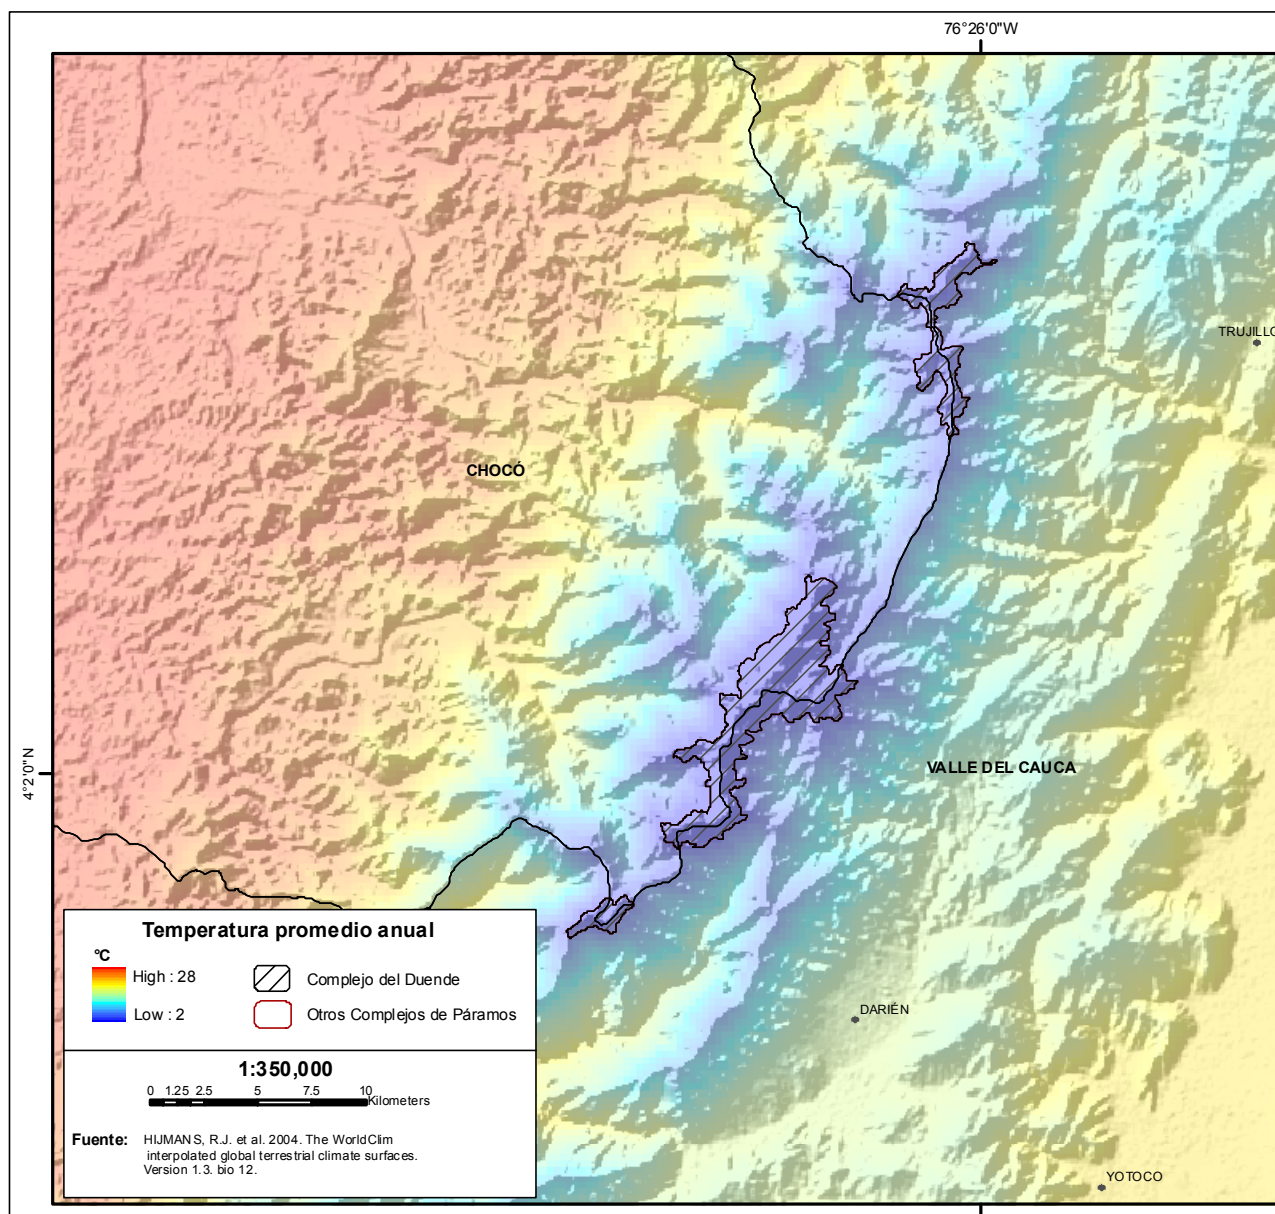 76°26'0"W
TRUJILLO
CHOCÓ
4°2'0"N
VALLE DEL CAUCA
Temperatura promedio anual
°C
High : 28
Low : 2
Complejo del Duende
Otros Complejos de Páramos
DARIÉN
1:350,000
0 1.25 2.5 5 7.5 10
Kilometers
Fuente: HIJMANS, R.J. et al. 2004. The WorldClim
interpolated global terrestrial climate surfaces.
Version 1.3. bio 12.
YOTOCO